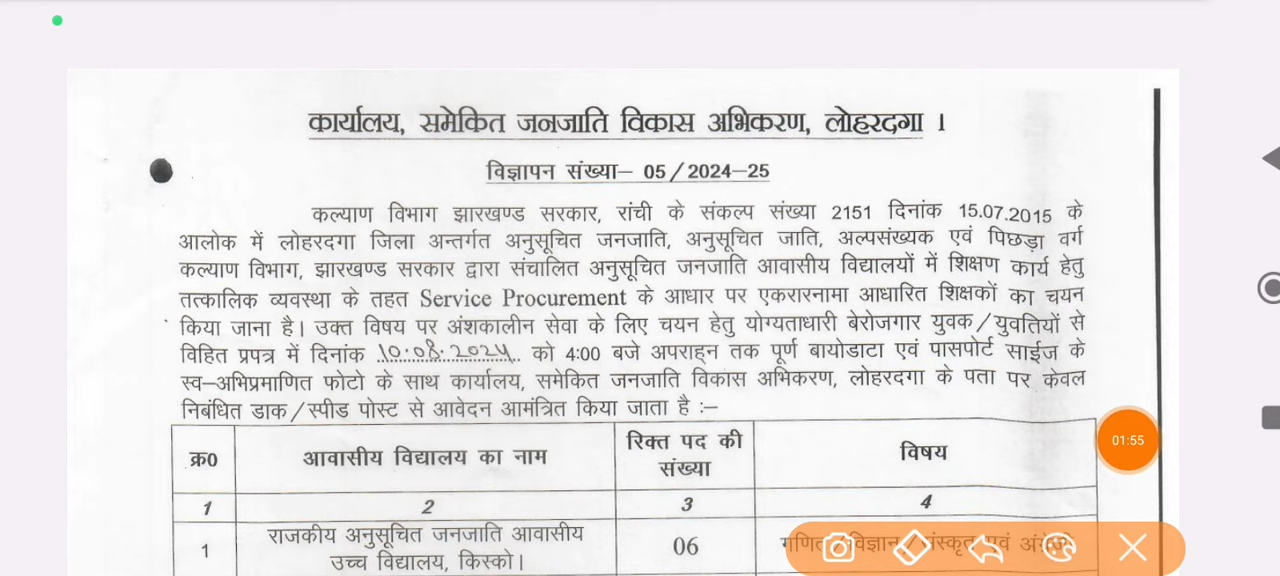 कार्यालय, समेकित जनजाति विकास अभिकरण, लोहरदगा ।
विज्ञापन संख्या– 05/2024–25
कल्याण विभाग झारखण्ड सरकार, रांची के संकल्प संख्या 2151 दिनांक 15.07.2015 के
आलोक में लोहरदगा जिला अन्तर्गत अनुसूचित जनजाति, अनुसूचित जाति, अल्पसंख्यक एवं पिछड़ा वर्ग
कल्याण विभाग, झारखण्ड सरकार द्वारा संचालित अनुसूचित जनजाति आवासीय विद्यालयों में शिक्षण कार्य हेतु
तत्कालिक व्यवस्था के तहत Service Procurement के आधार पर एकरारनामा आधारित शिक्षकों का चयन
किया जाना है। उक्त विषय पर अंशकालीन सेवा के लिए चयन हेतु योग्यताधारी बेरोजगार युवक/युवतियों से
विहित प्रपत्र में दिनांक 10.08.2024 को 4:00 बजे अपराह्न तक पूर्ण बायोडाटा एवं पासपोर्ट साईज के
स्व–अभिप्रमाणित फोटो के साथ कार्यालय, समेकित जनजाति विकास अभिकरण, लोहरदगा के पता पर केवल
निबंधित डाक/स्पीड पोस्ट से आवेदन आमंत्रित किया जाता है :–
क्र0 आवासीय विद्यालय का नाम रिक्त पद की संख्या विषय
01:55
1 2 3 4
1 राजकीय अनुसूचित जनजाति आवासीय उच्च विद्यालय, किस्को। 06 गणित/विज्ञान/संस्कृत एवं अंग्रेजी